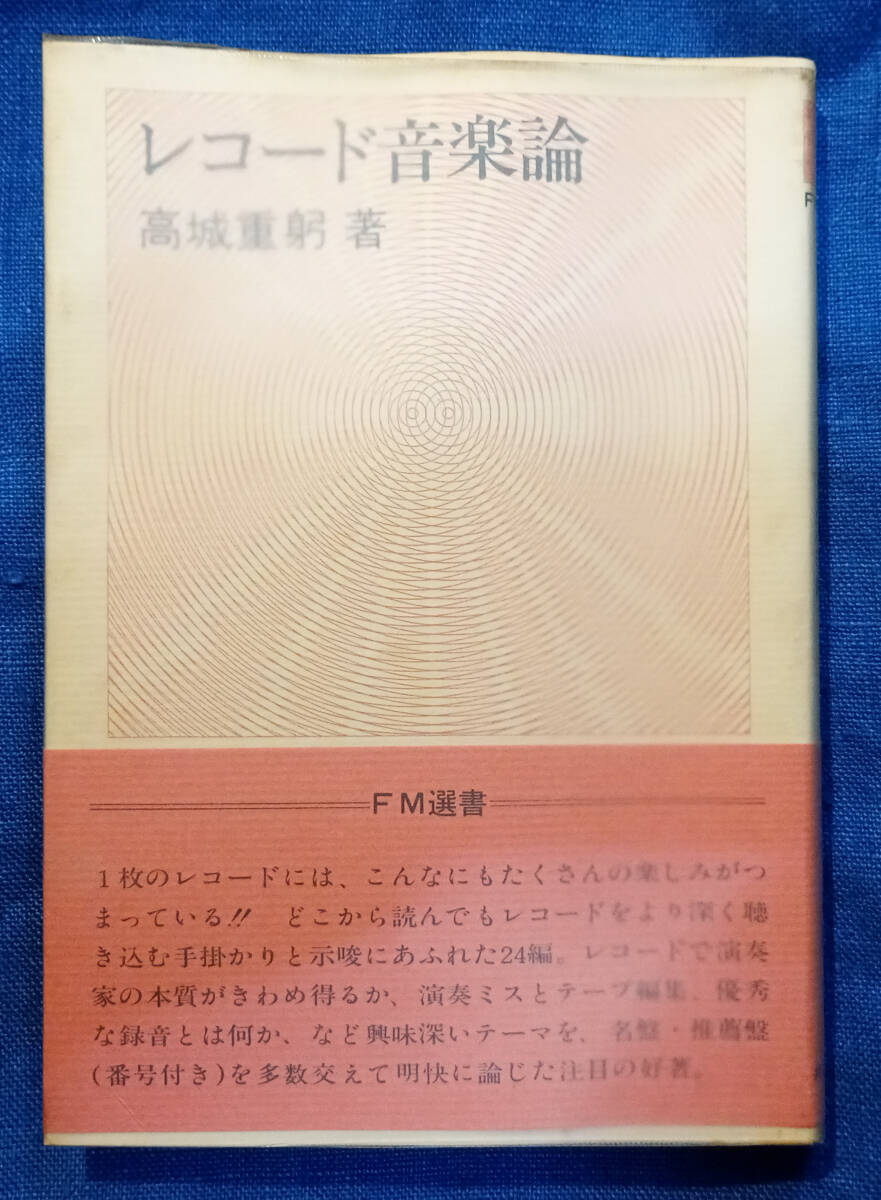 レコード音楽論
高城重躬 著
F
FM選書
1枚のレコードには、こんなにもたくさんの楽しみがつ
まっている!! どこから読んでもレコードをより深く聴
き込む手掛かりと示唆にあふれた24編。レコードで演奏
家の本質がきわめ得るか、演奏ミスとテープ編集、優秀
な録音とは何か、など興味深いテーマを、名盤・推薦盤
(番号付き)を多数交えて明快に論じた注目の好著。